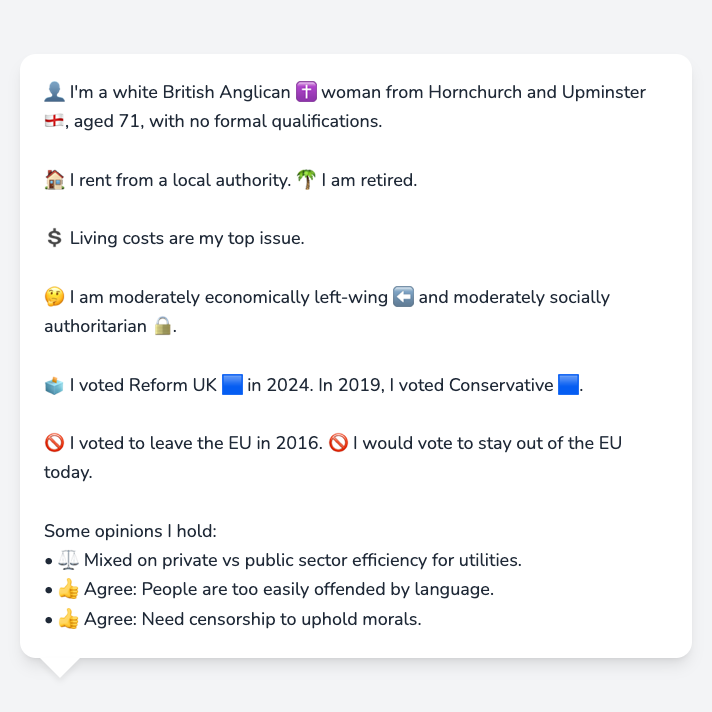 👤 I'm a white British Anglican ✝️ woman from Hornchurch and Upminster
🏴󠁧󠁢󠁥󠁮󠁧󠁿, aged 71, with no formal qualifications.
🏠 I rent from a local authority. 🌴 I am retired.
💲 Living costs are my top issue.
🤔 I am moderately economically left-wing ⬅️ and moderately socially
authoritarian 🔒.
🗳️ I voted Reform UK 🟦 in 2024. In 2019, I voted Conservative 🟦.
🚫 I voted to leave the EU in 2016. 🚫 I would vote to stay out of the EU
today.
Some opinions I hold:
• ⚖️ Mixed on private vs public sector efficiency for utilities.
• 👍 Agree: People are too easily offended by language.
• 👍 Agree: Need censorship to uphold morals.